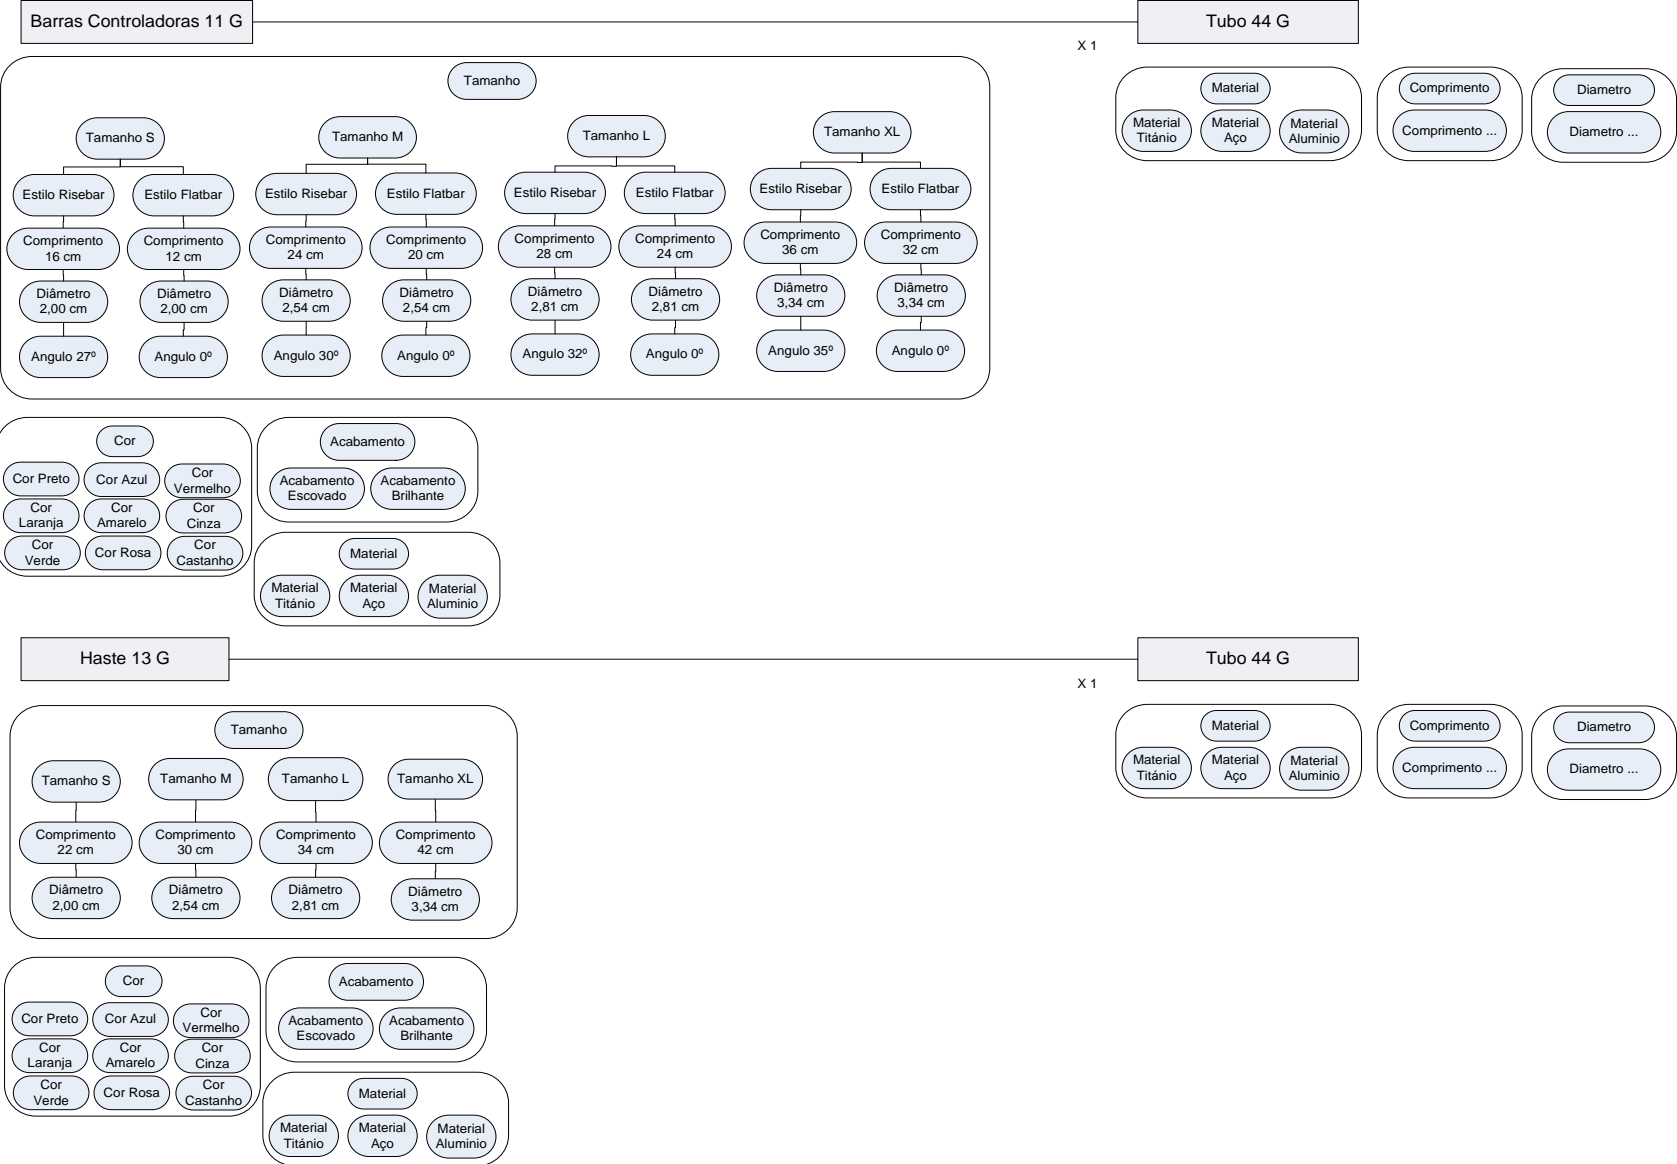 Barras Controladoras 11 G
Tubo 44 G
X 1
Tamanho
Tamanho S
Tamanho M
Tamanho L
Tamanho XL
Estilo Risebar
Estilo Flatbar
Estilo Risebar
Estilo Flatbar
Estilo Risebar
Estilo Flatbar
Estilo Risebar
Estilo Flatbar
Comprimento
16 cm
Comprimento
12 cm
Comprimento
24 cm
Comprimento
20 cm
Comprimento
28 cm
Comprimento
24 cm
Comprimento
36 cm
Comprimento
32 cm
Diâmetro
2,00 cm
Diâmetro
2,00 cm
Diâmetro
2,54 cm
Diâmetro
2,54 cm
Diâmetro
2,81 cm
Diâmetro
2,81 cm
Diâmetro
3,34 cm
Diâmetro
3,34 cm
Angulo 27º
Angulo 0º
Angulo 30º
Angulo 0º
Angulo 32º
Angulo 0º
Angulo 35º
Angulo 0º
Material
Material
Titánio
Material
Aço
Material
Aluminio
Comprimento
Comprimento ...
Diametro
Diametro ...
Cor
Cor Preto
Cor Azul
Cor
Vermelho
Cor
Laranja
Cor
Amarelo
Cor
Cinza
Cor
Verde
Cor Rosa
Cor
Castanho
Acabamento
Acabamento
Escovado
Acabamento
Brilhante
Material
Material
Titánio
Material
Aço
Material
Aluminio
Haste 13 G
Tubo 44 G
X 1
Tamanho
Tamanho S
Tamanho M
Tamanho L
Tamanho XL
Comprimento
22 cm
Comprimento
30 cm
Comprimento
34 cm
Comprimento
42 cm
Diâmetro
2,00 cm
Diâmetro
2,54 cm
Diâmetro
2,81 cm
Diâmetro
3,34 cm
Material
Material
Titánio
Material
Aço
Material
Aluminio
Comprimento
Comprimento ...
Diametro
Diametro ...
Cor
Cor Preto
Cor Azul
Cor
Vermelho
Cor
Laranja
Cor
Amarelo
Cor
Cinza
Cor
Verde
Cor Rosa
Cor
Castanho
Acabamento
Acabamento
Escovado
Acabamento
Brilhante
Material
Material
Titánio
Material
Aço
Material
Aluminio